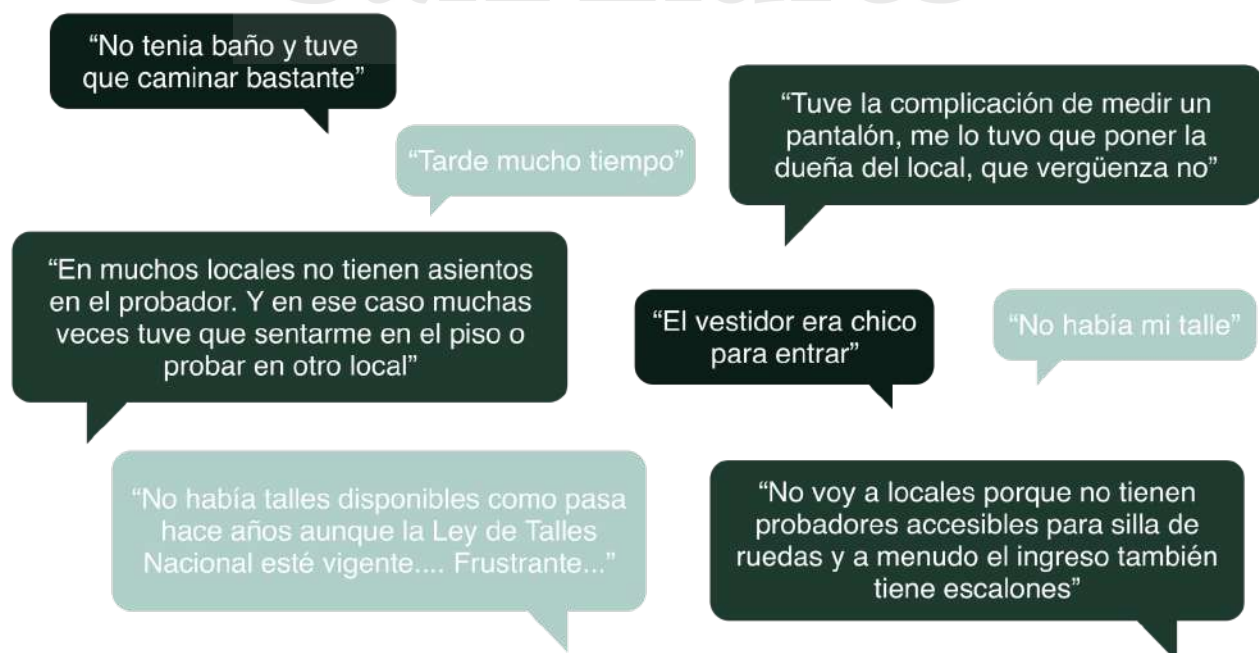 “No tenia baño y tuve
que caminar bastante”
“Tarde mucho tiempo”
“Tuve la complicación de medir un
pantalón, me lo tuvo que poner la
dueña del local, que vergüenza no”
“En muchos locales no tienen asientos
en el probador. Y en ese caso muchas
veces tuve que sentarme en el piso o
probar en otro local”
“El vestidor era chico
para entrar”
“No había mi talle”
“No había talles disponibles como pasa
hace años aunque la Ley de Talles
Nacional esté vigente.... Frustrante...”
“No voy a locales porque no tienen
probadores accesibles para silla de
ruedas y a menudo el ingreso también
tiene escalones”